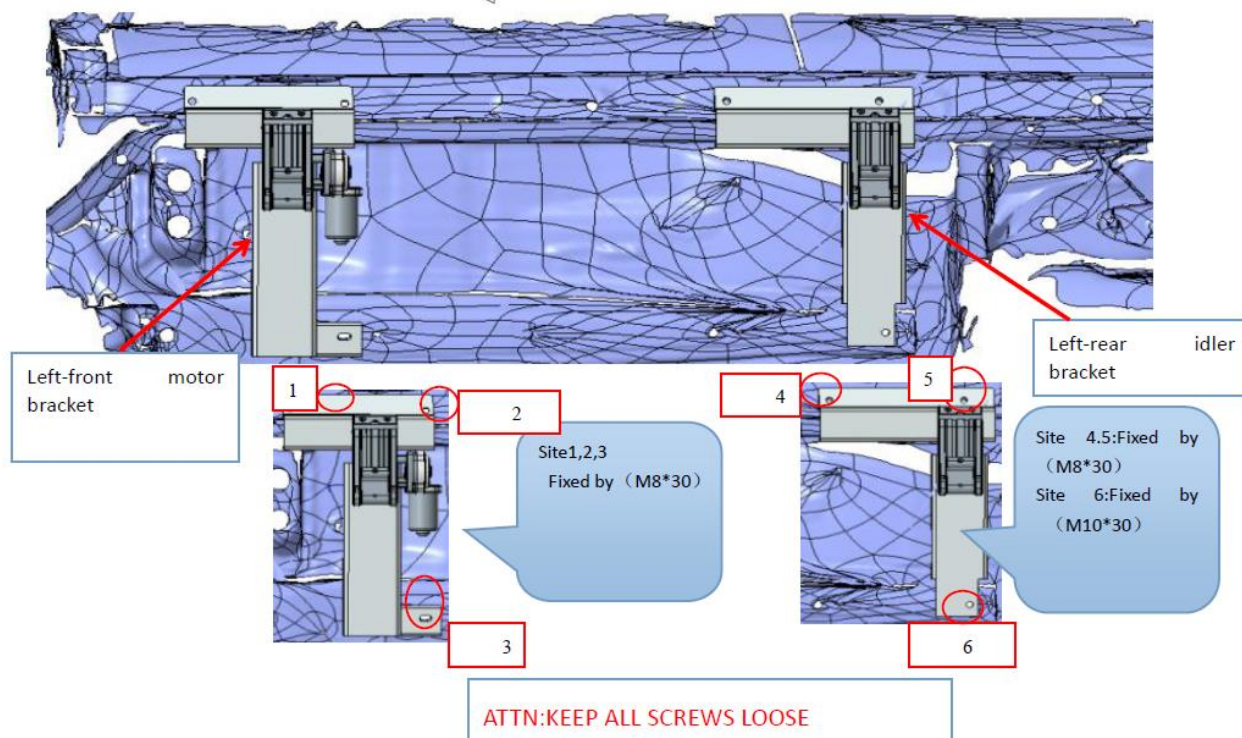 Left-front motor
bracket
Left-rear idler
bracket
1
2
4
5
Site1,2,3
Fixed by（M8*30）
Site 4.5:Fixed by
（M8*30）
Site 6:Fixed by
（M10*30）
3
6
ATTN:KEEP ALL SCREWS LOOSE